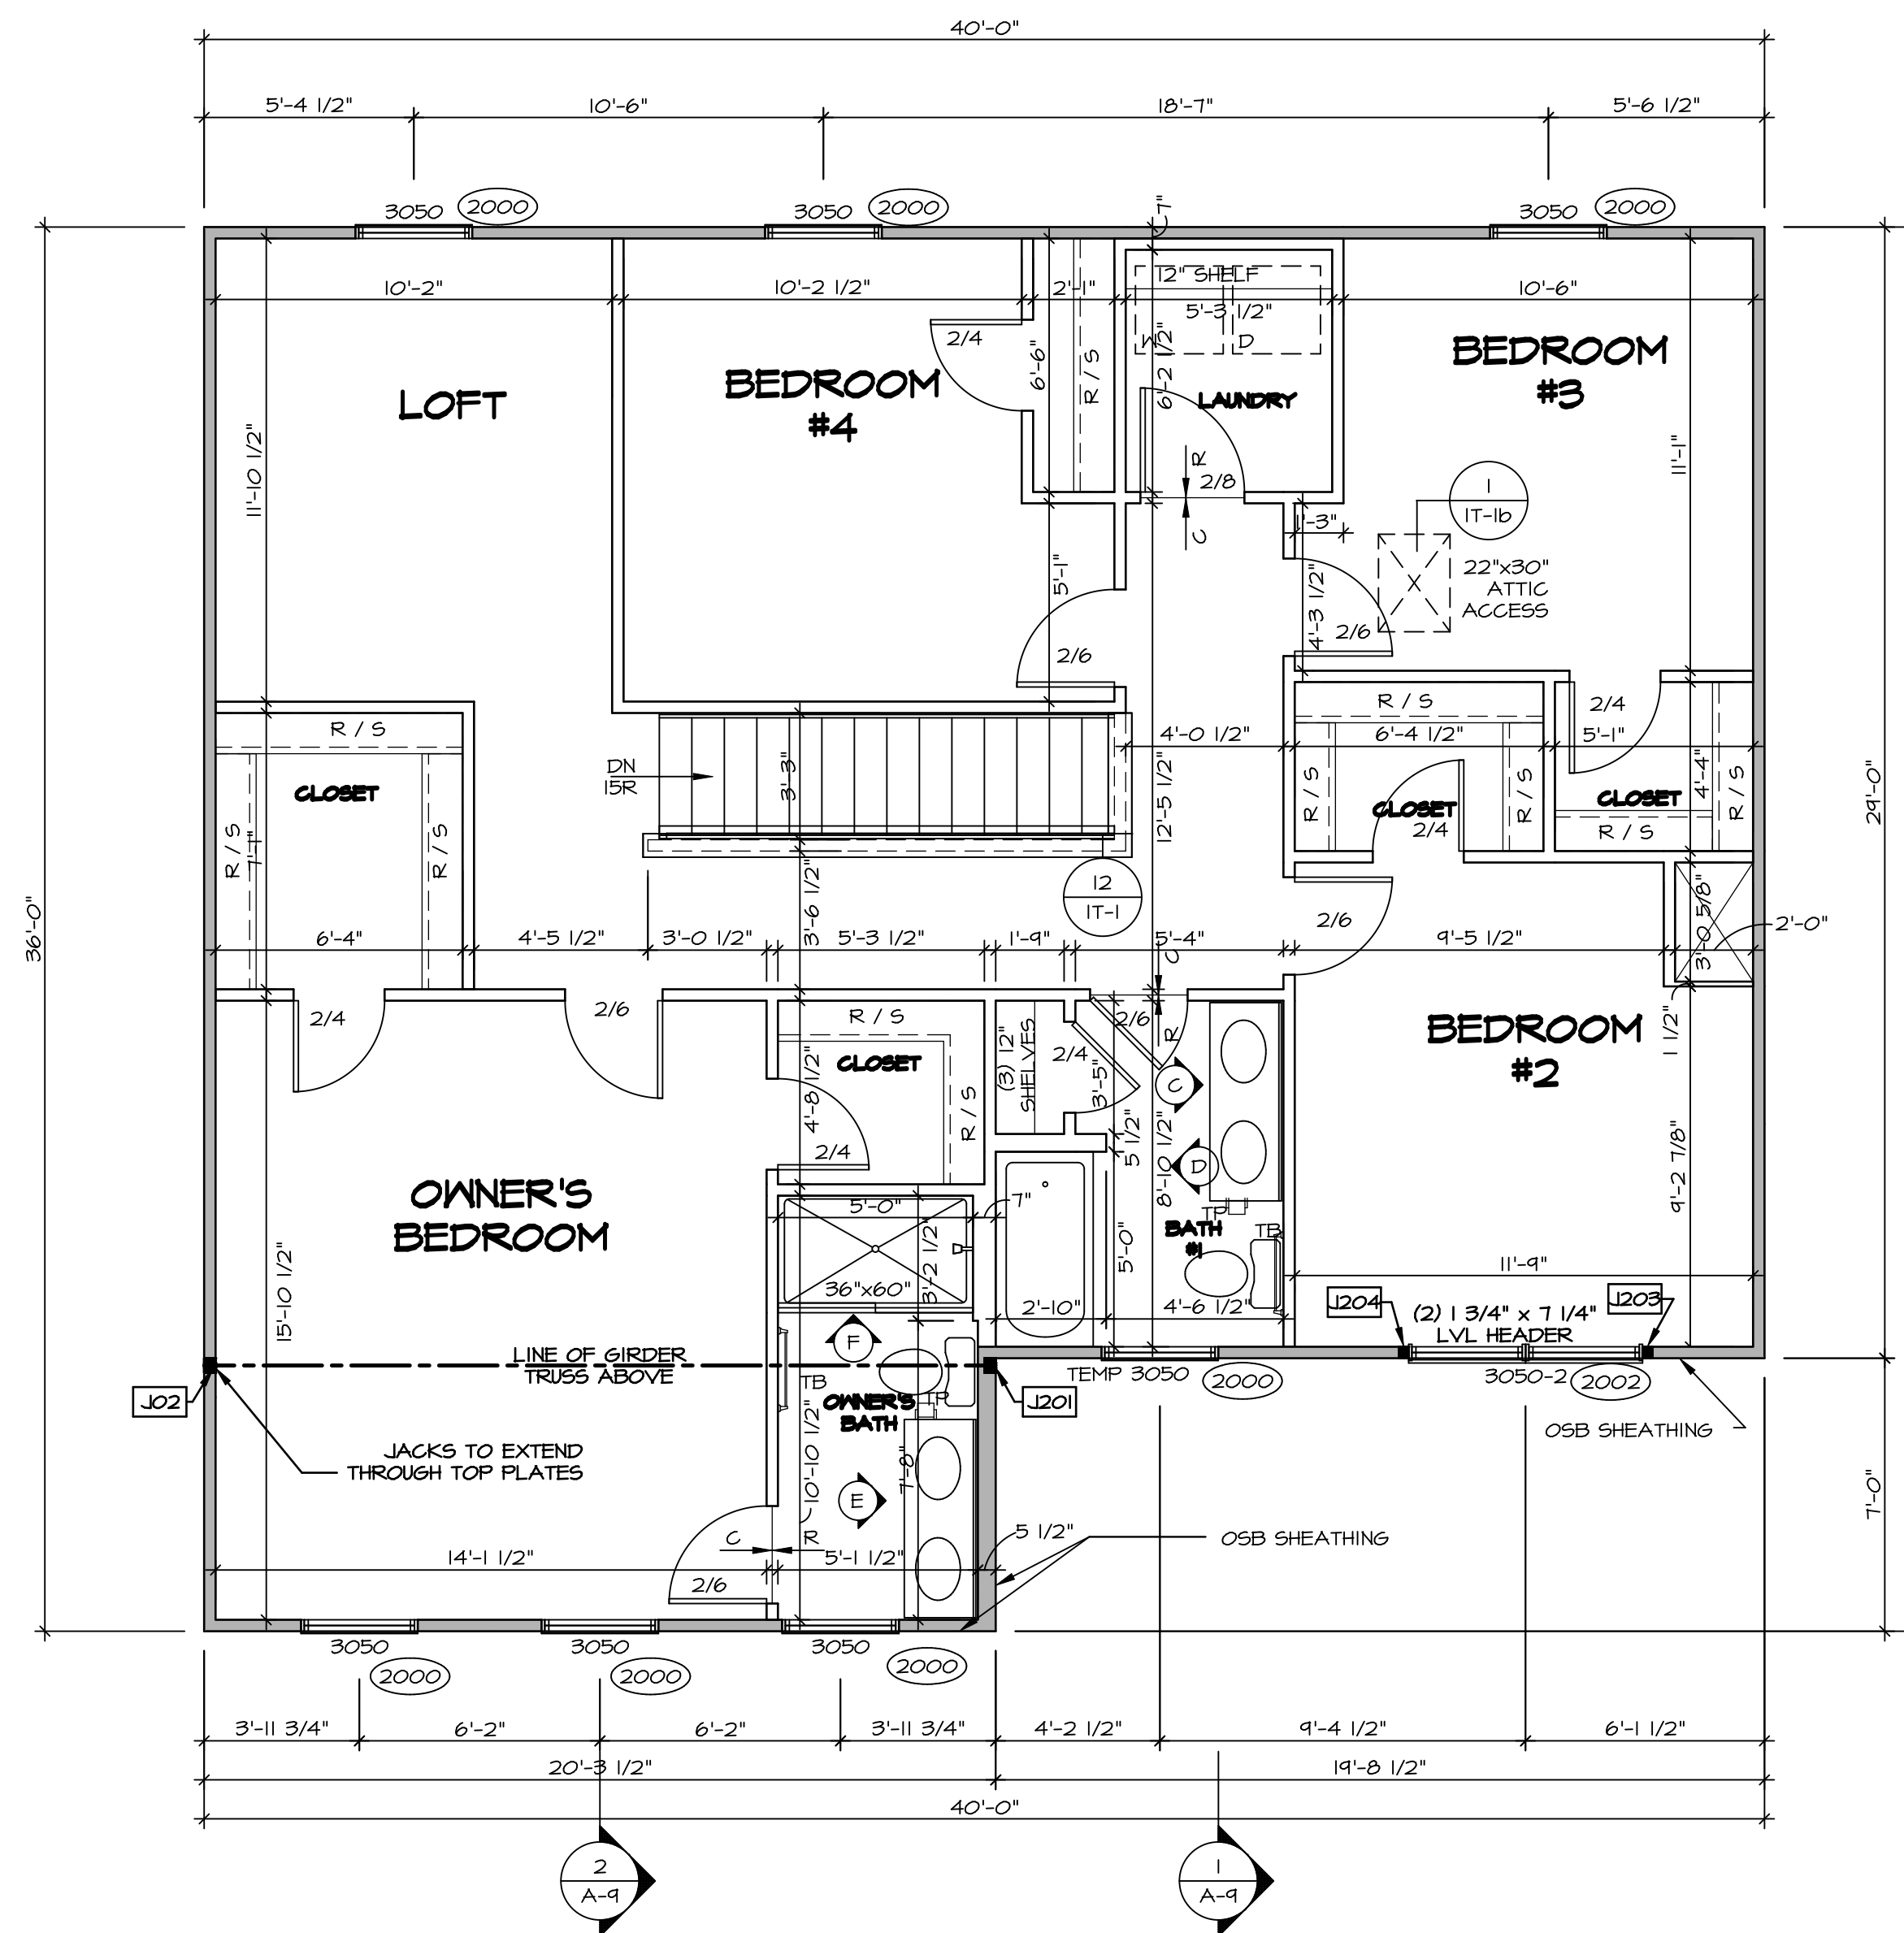 40'-0"
5'-4 1/2"
10'-6"
18'-7"
5'-6 1/2"
3050
2000
3050
2000
7"
3050
2000
12" SHELF
10'-2"
10'-2 1/2"
2'-1"
5'-3 1/2"
10'-6"
W
D
2/4
6'-6"
R / S
6'-2 1/2"
BEDROOM
#3
LOFT
BEDROOM
#4
LAUNDRY
11'-10 1/2"
11'-1"
R
2/8
C
1
IT-1b
1'-3"
22"x30"
ATTIC
ACCESS
5'-1"
4'-3 1/2"
2/6
2/6
R / S
R / S
2/4
4'-0 1/2"
6'-4 1/2"
5'-1"
DN
15R
3'-3"
12'-5 1/2"
29'-0"
CLOSET
R / S
CLOSET
2/4
R / S
CLOSET
R / S
4'-4"
R / S
R / S
7'-1"
R / S
12
IT-1
36'-0"
6'-4"
4'-5 1/2"
3'-0 1/2"
3'-6 1/2"
5'-3 1/2"
1'-9"
5'-4"
C
2/6
9'-5 1/2"
3'-0 5/8"
2'-0"
2/4
2/6
R / S
CLOSET
4'-8 1/2"
R / S
2/4
(3) 12"
SHELVES
2/4
2/6
R
3'-5"
C
D
5 1/2"
8'-10 1/2"
BEDROOM
#2
1 1/2"
9'-2 7/8"
OWNER'S
BEDROOM
5'-0"
7"
36"x60"
3'-2 1/2"
5'-0"
TP
BATH
#1
TB
11'-9"
15'-10 1/2"
2'-10"
4'-6 1/2"
J204
(2) 1 3/4" x 7 1/4"
LVL HEADER
J203
F
LINE OF GIRDER
TRUSS ABOVE
TEMP 3050
2000
3050-2
2002
J02
TB
TP
OWNER'S
BATH
J201
OSB SHEATHING
JACKS TO EXTEND
THROUGH TOP PLATES
10'-10 1/2"
7'-8"
E
7'-0"
C
R
5 1/2"
OSB SHEATHING
14'-1 1/2"
5'-1 1/2"
2/6
3050
2000
3050
2000
3050
2000
3'-11 3/4"
6'-2"
6'-2"
3'-11 3/4"
4'-2 1/2"
9'-4 1/2"
6'-1 1/2"
20'-3 1/2"
19'-8 1/2"
40'-0"
2
A-9
1
A-9